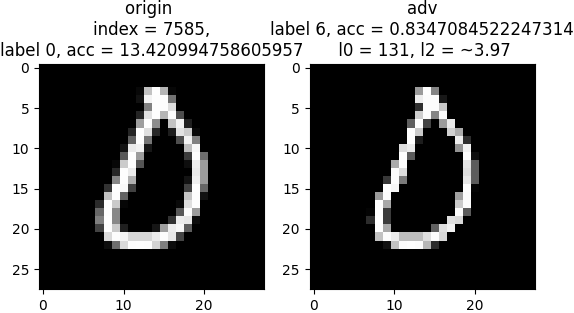 origin
index = 7585,
label 0, acc = 13.420994758605957
adv
label 6, acc = 0.8347084522247314
l0 = 131, l2 = ~3.97
0
5
10
15
20
25
0 10 20
0
5
10
15
20
25
0 10 20